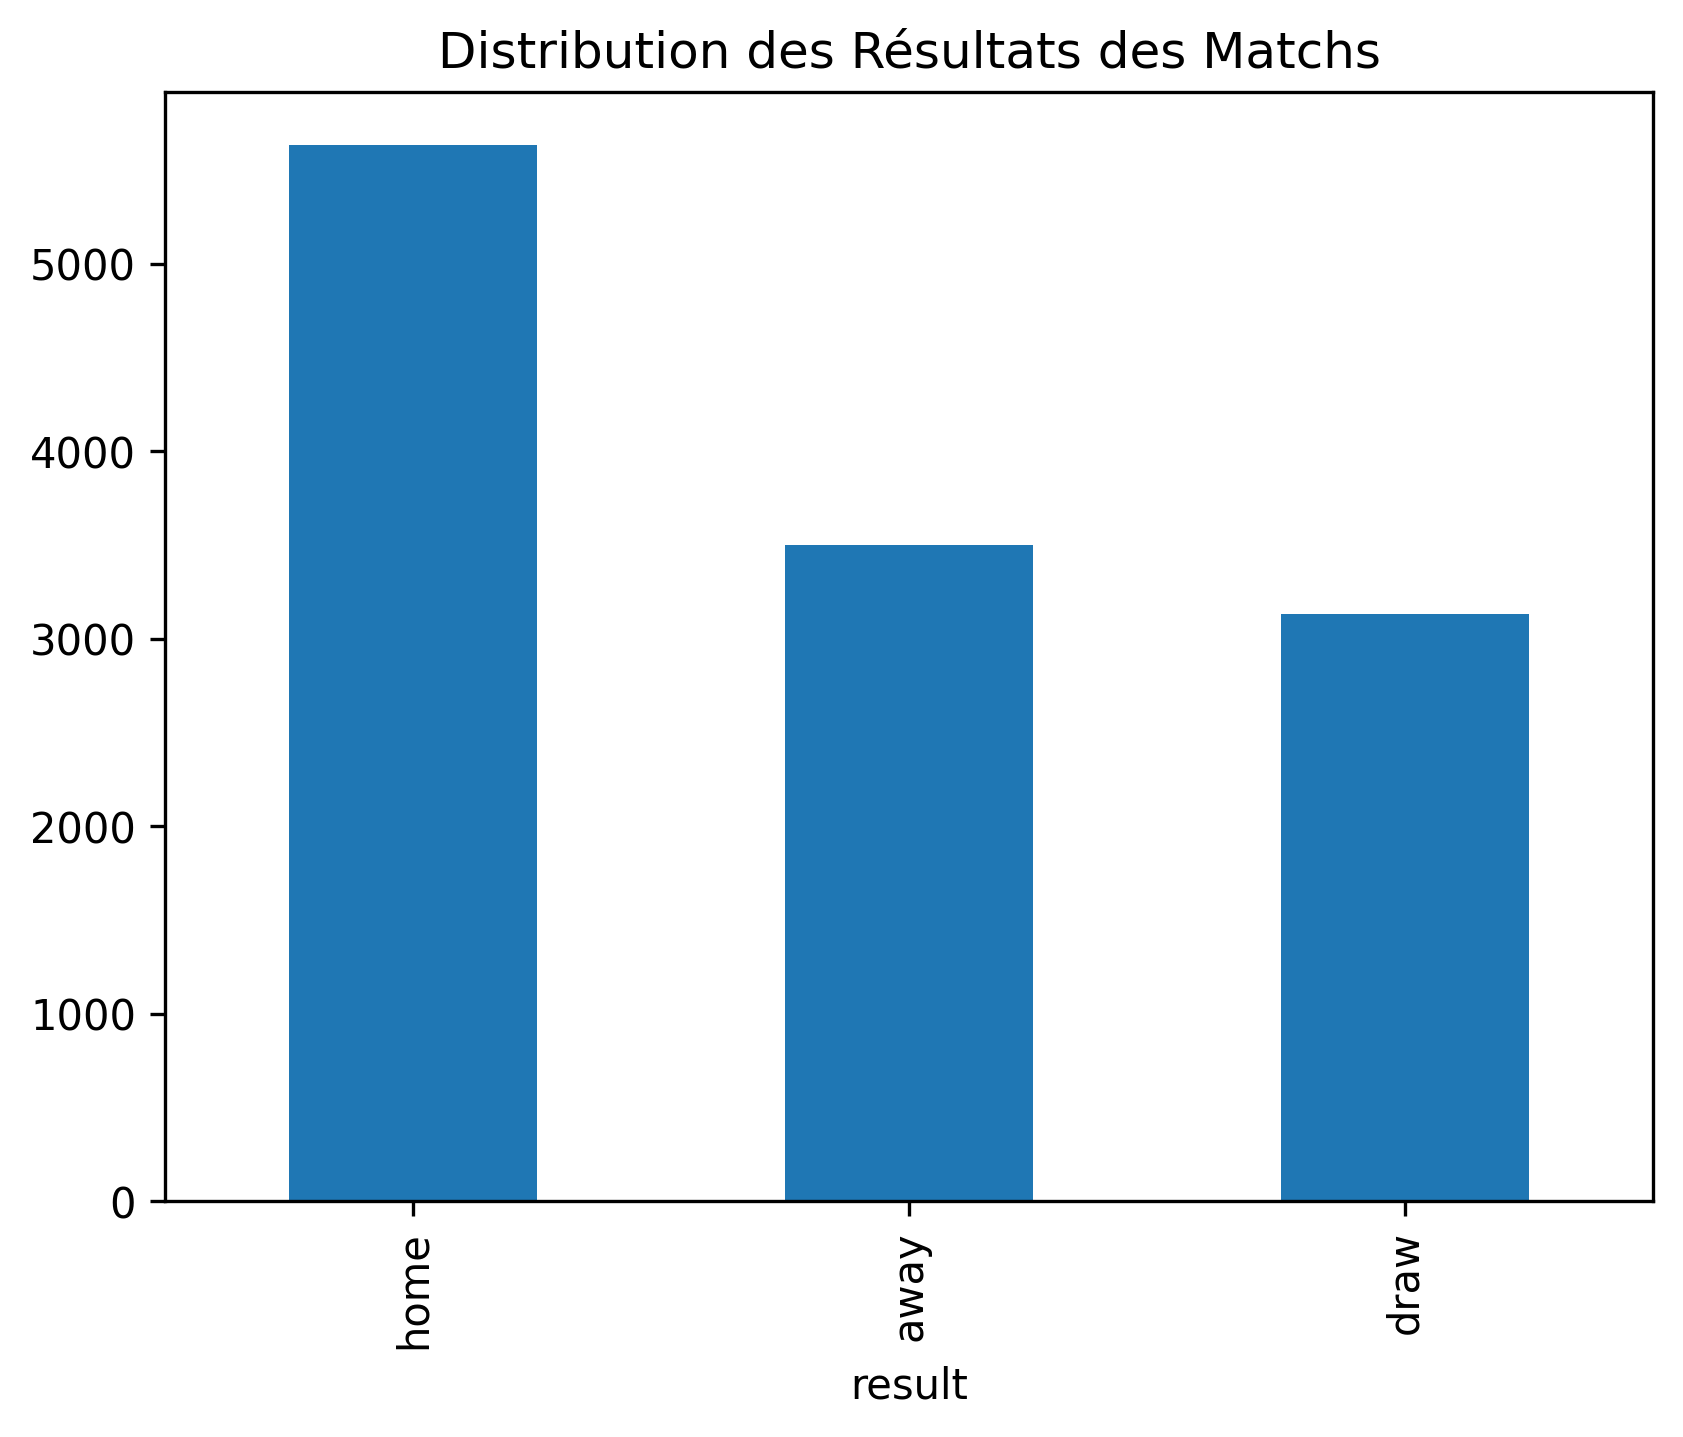 Distribution des Résultats des Matchs
5000
4000
3000
2000
1000
0
home
away
draw
result